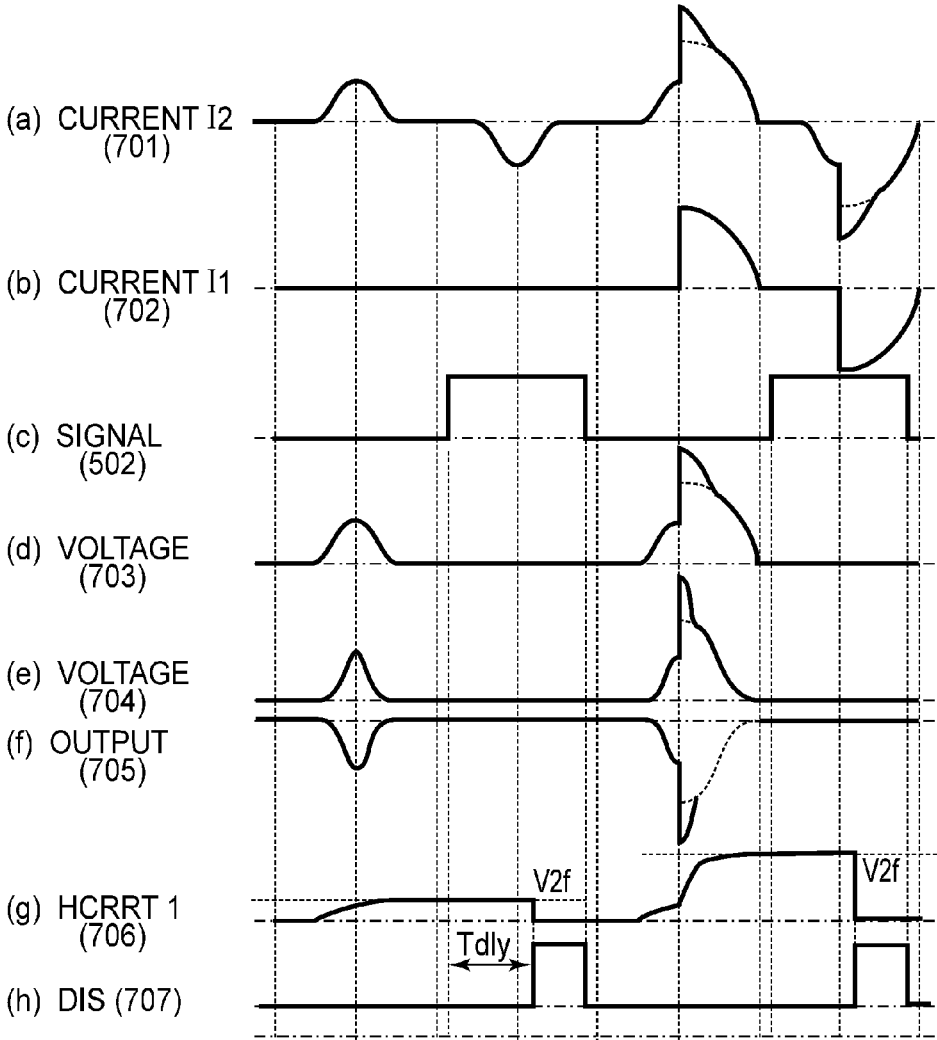 (a) CURRENT I2
(701)
(b) CURRENT I1
(702)
(c) SIGNAL
(502)
(d) VOLTAGE
(703)
(e) VOLTAGE
(704)
(f) OUTPUT
(705)
V2f
V2f
(g) HCRRT 1
(706)
Tdly
(h) DIS (707)